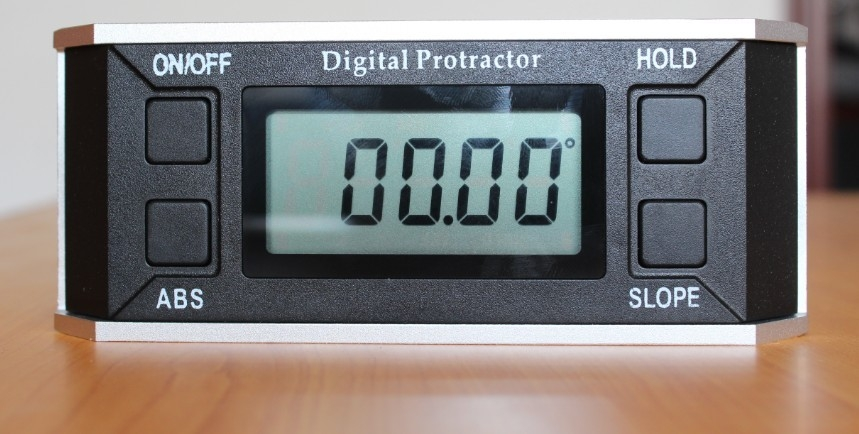 ON/OFF
Digital Protractor
HOLD
00.00°
ABS
SLOPE